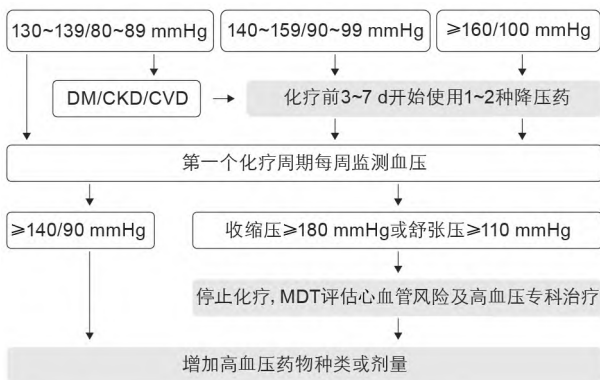 130~139/80~89 mmHg
140~159/90~99 mmHg
≥160/100 mmHg
DM/CKD/CVD
化疗前3~7 d开始使用1~2种降压药
第一个化疗周期每周监测血压
≥140/90 mmHg
收缩压≥180 mmHg或舒张压≥110 mmHg
停止化疗, MDT评估心血管风险及高血压专科治疗
增加高血压药物种类或剂量